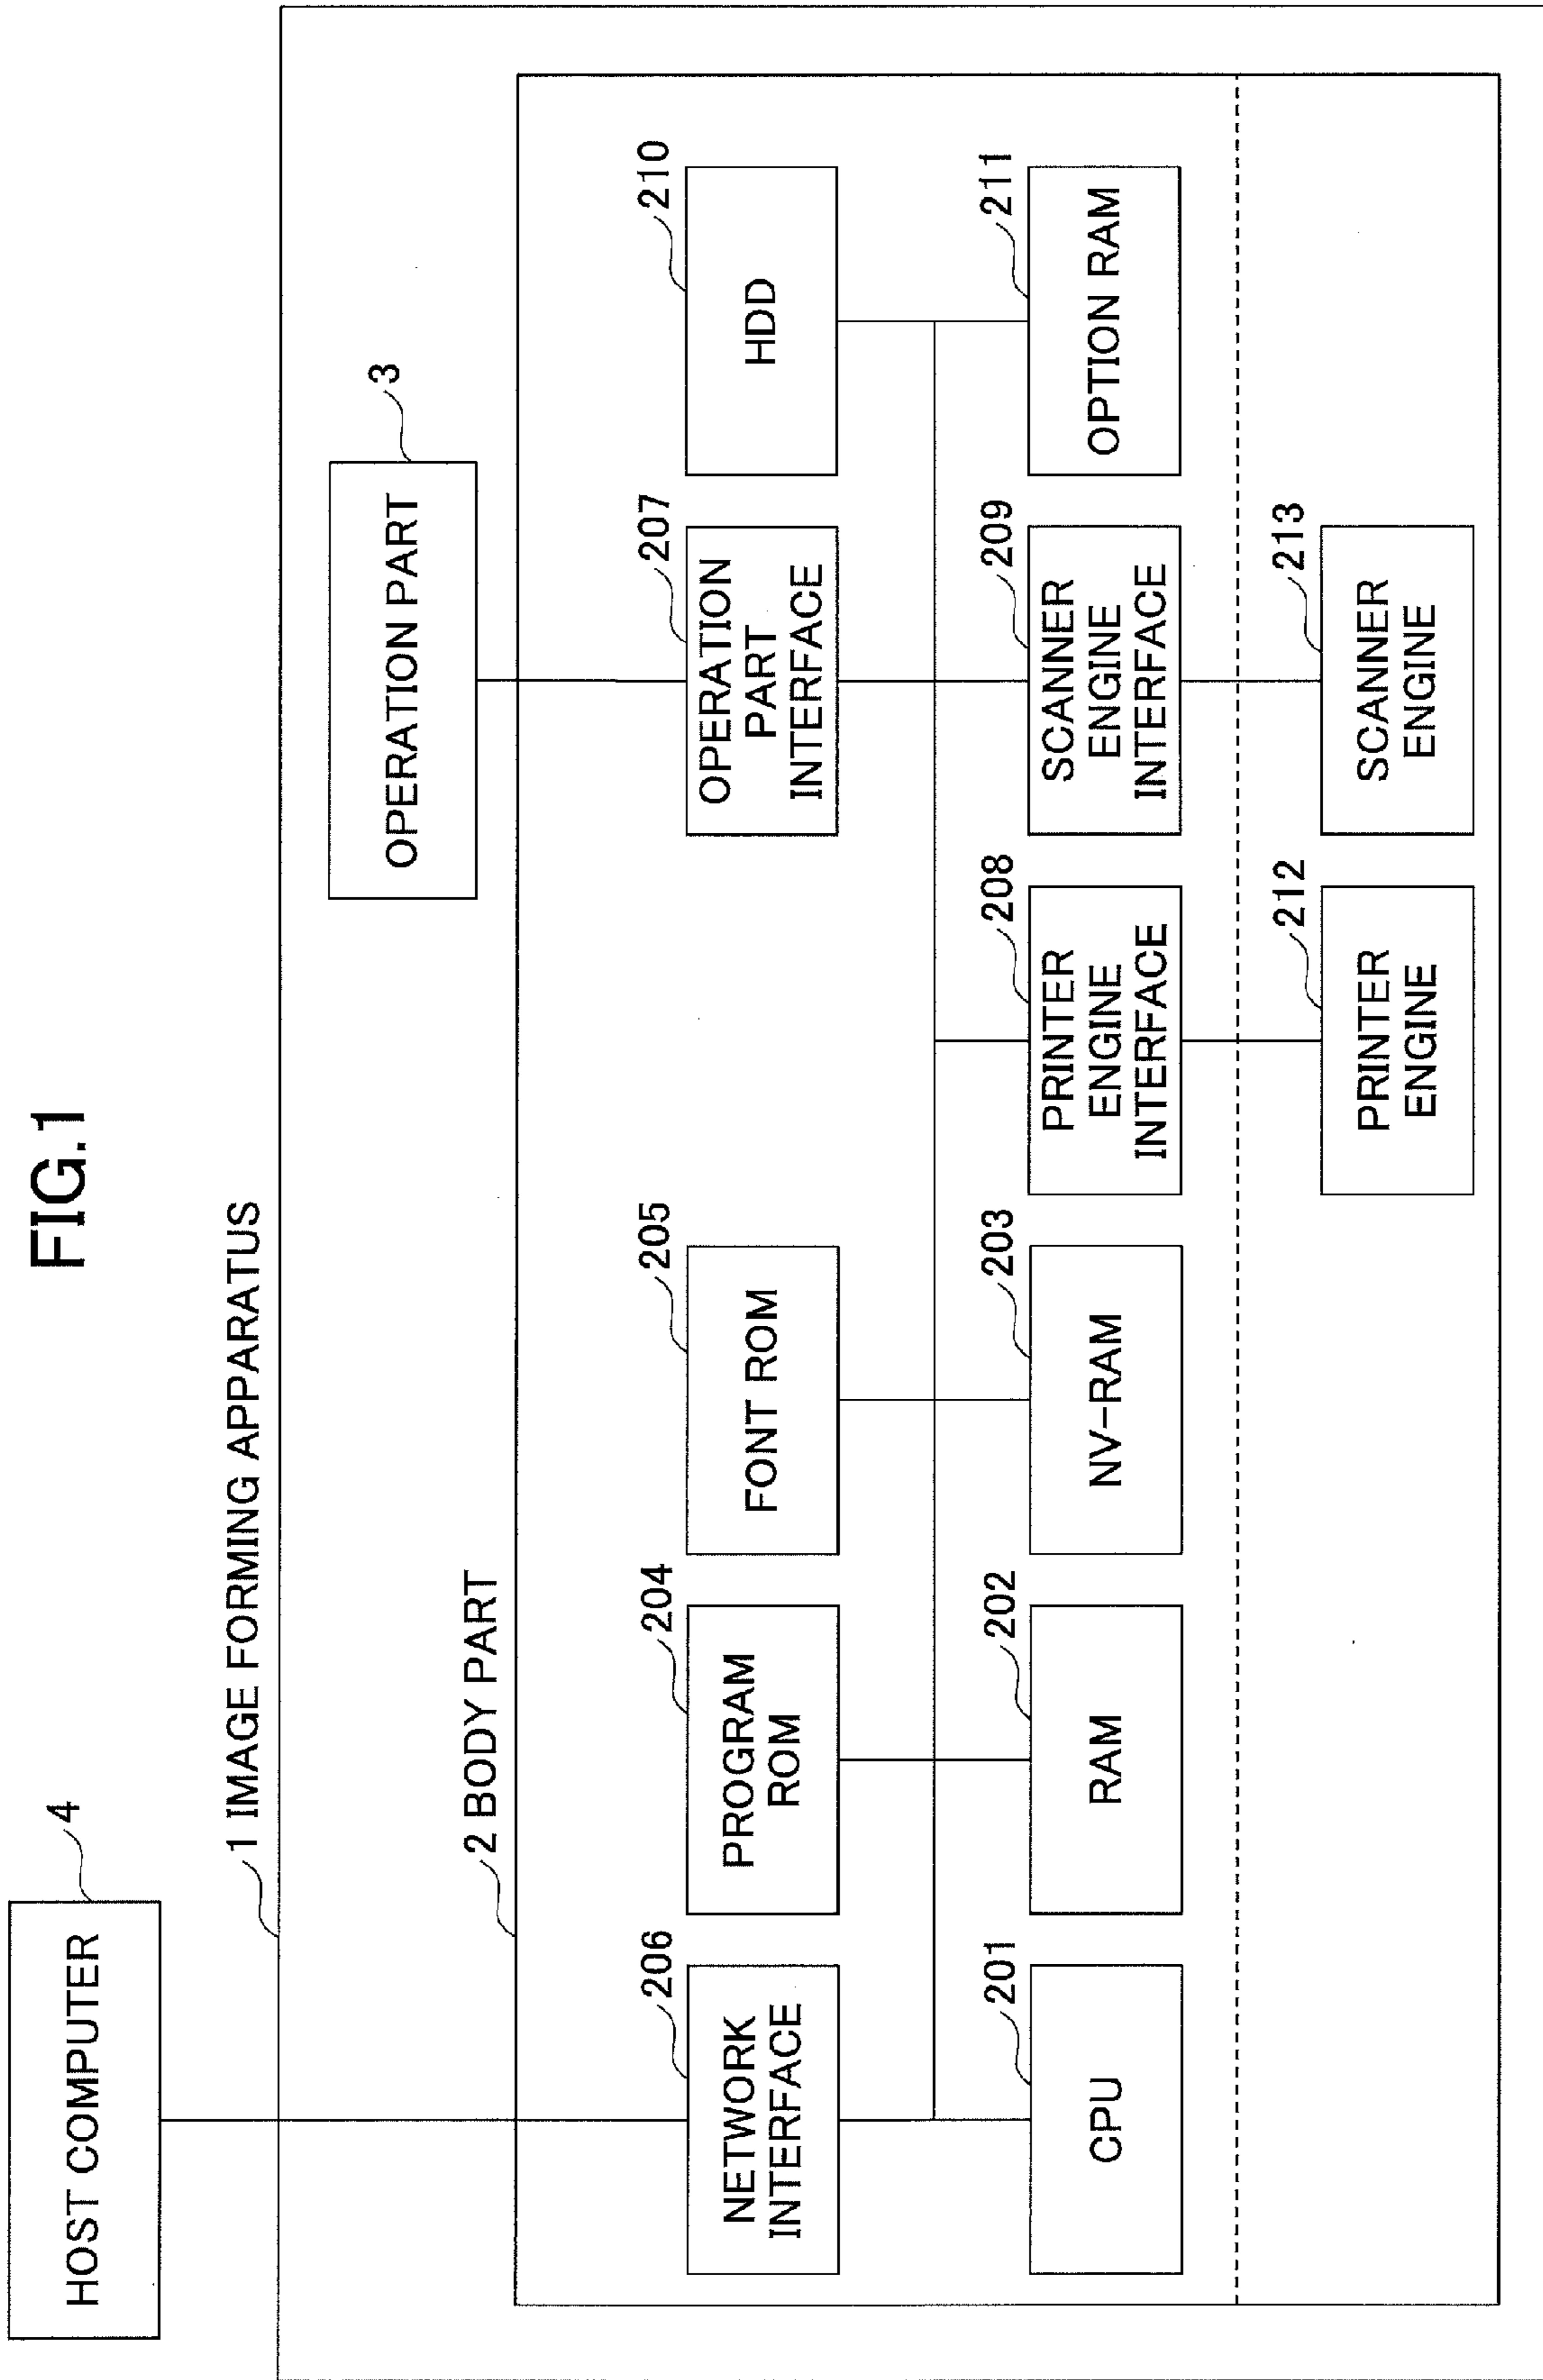 FIG.1
HOST COMPUTER
4
1 IMAGE FORMING APPARATUS
OPERATION PART
3
2 BODY PART
NETWORK
INTERFACE
206
PROGRAM
ROM
204
FONT ROM
205
OPERATION
PART
INTERFACE
207
HDD
210
CPU
201
RAM
202
NV-RAM
203
PRINTER
ENGINE
INTERFACE
208
SCANNER
ENGINE
INTERFACE
209
OPTION RAM
211
PRINTER
ENGINE
212
SCANNER
ENGINE
213